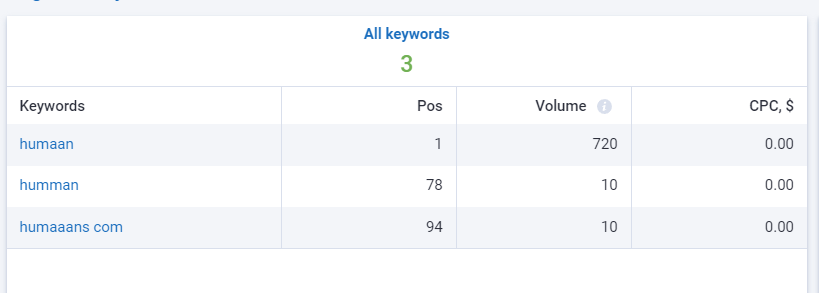 All keywords
3
Keywords Pos Volume CPC, $
humaan 1 720 0.00
humman 78 10 0.00
humaaans com 94 10 0.00